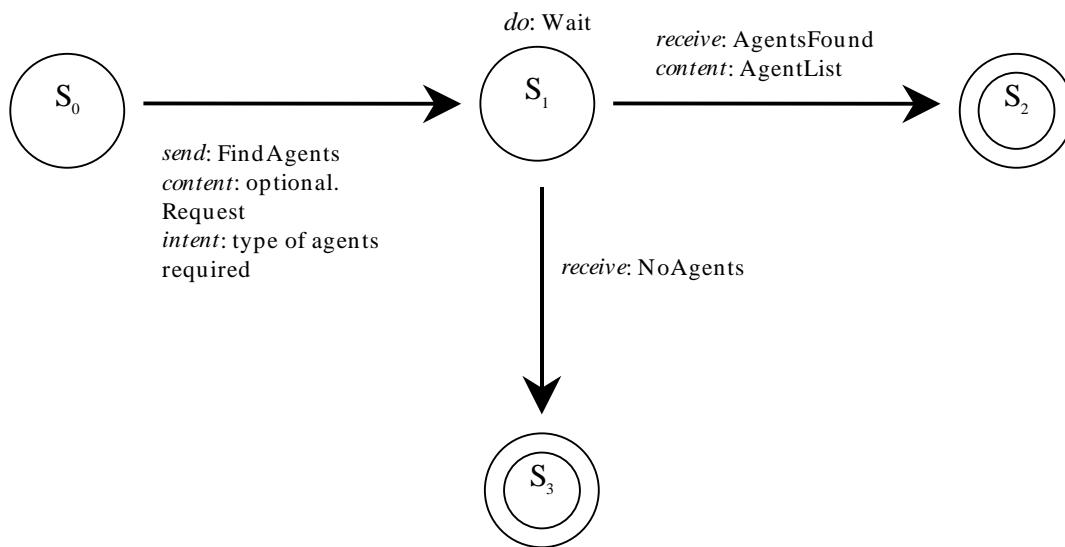 do: Wait
receive: AgentsFound
content: AgentList
S0
S1
S2
send: FindAgents
content: optional.
Request
intent: type of agents
required
receive: NoAgents
S3